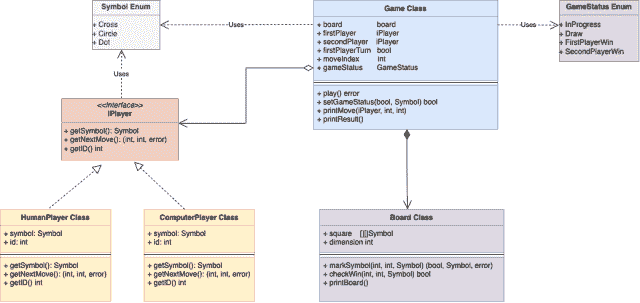 Symbol Enum
+ Cross
+ Circle
+ Dot
Uses
Game Class
+ board board
+ firstPlayer iPlayer
+ secondPlayer iPlayer
+ firstPlayerTurn bool
+ moveIndex int
+ gameStatus GameStatus
+ play() error
+ setGameStatus(bool, Symbol) bool
+ printMove(iPlayer, int, int)
+ printResult()
Uses
GameStatus Enum
+ InProgress
+ Draw
+ FirstPlayerWin
+ SecondPlayerWin
Uses
<<Interface>>
iPlayer
+ getSymbol(): Symbol
+ getNextMove(): (int, int, error)
+ getID() int
HumanPlayer Class
+ symbol: Symbol
+ id: int
+ getSymbol(): Symbol
+ getNextMove(): (int, int, error)
+ getID() int
ComputerPlayer Class
+ symbol: Symbol
+ id: int
+ getSymbol(): Symbol
+ getNextMove(): (int, int, error)
+ getID() int
Board Class
+ square [][]Symbol
+ dimension int
+ markSymbol(int, int, Symbol) (bool, Symbol, error)
+ checkWin(int, int, Symbol) bool
+ printBoard()